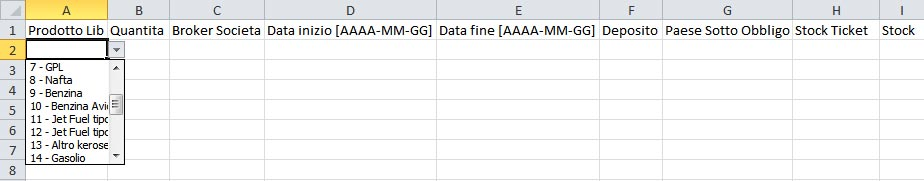 A B C D E F G H I
1 Prodotto Lib Quantita Broker Societa Data inizio [AAAA-MM-GG] Data fine [AAAA-MM-GG] Deposito Paese Sotto Obbligo Stock Ticket Stock
2
3
4
5
6
7
8
7 - GPL
8 - Nafta
9 - Benzina
10 - Benzina Avi
11 - Jet Fuel tipo
12 - Jet Fuel tipo
13 - Altro kerose
14 - Gasolio